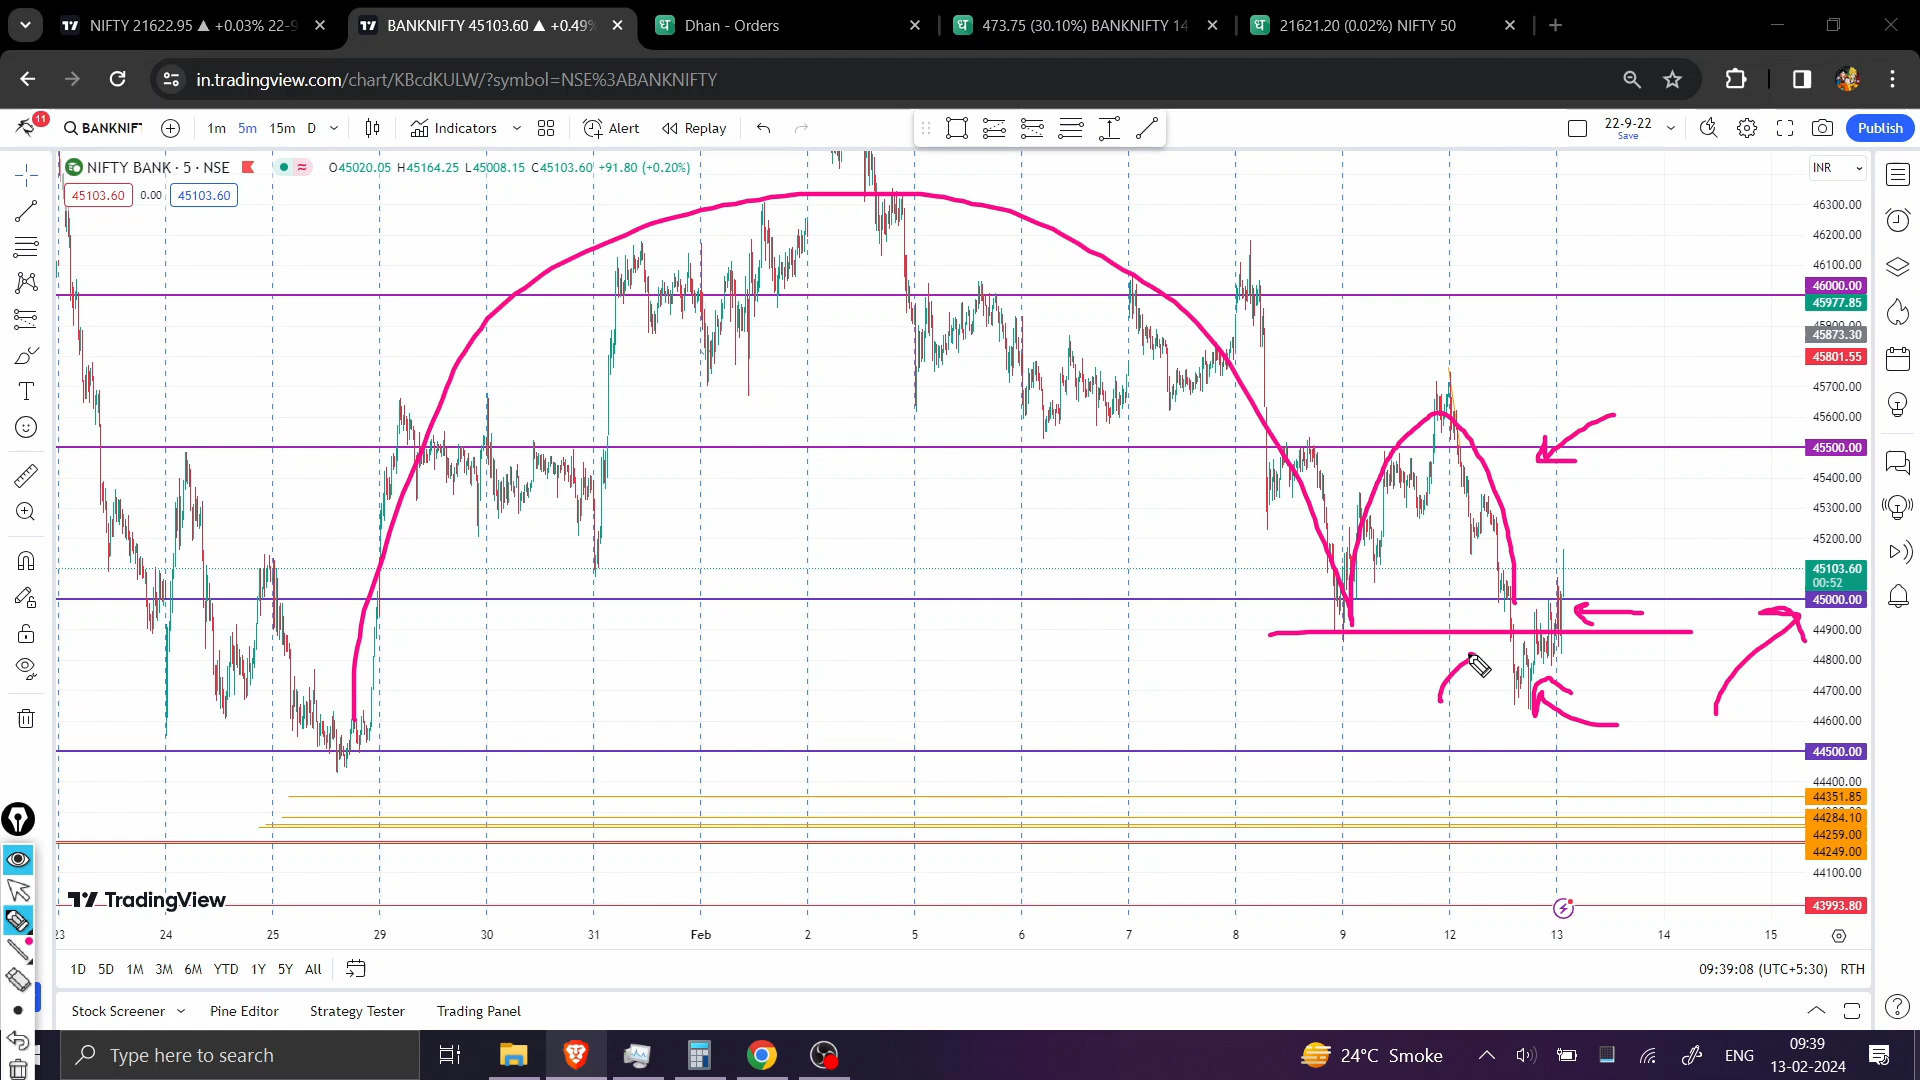 NIFTY 21622.95 ▲ +0.03% 22-9
BANKNIFTY 45103.60 ▲ +0.49%
Dhan - Orders
473.75 (30.10%) BANKNIFTY 14
21621.20 (0.02%) NIFTY 50
in.tradingview.com/chart/KBcdKULW/?symbol=NSE%3ABANKNIFTY
11
BANKNIF
1m 5m 15m D
Indicators
Alert
Replay
22-9-22
Save
Publish
NIFTY BANK · 5 · NSE
O45020.05 H45164.25 L45008.15 C45103.60 +91.80 (+0.20%)
INR
45103.60 0.00 45103.60
46300.00
46200.00
46100.00
46000.00
45977.85
45900.00
45873.30
45801.55
45700.00
45600.00
45500.00
45400.00
45300.00
45200.00
45103.60
00:52
45000.00
44900.00
44800.00
44700.00
44600.00
44500.00
44400.00
44351.85
44284.10
44259.00
44249.00
44100.00
43993.80
TradingView
23 24 25 29 30 31 Feb 2 5 6 7 8 9 12 13 14 15
1D 5D 1M 3M 6M YTD 1Y 5Y All
09:39:08 (UTC+5:30) RTH
Stock Screener
Pine Editor
Strategy Tester
Trading Panel
Type here to search
24°C Smoke
ENG
09:39
13-02-2024